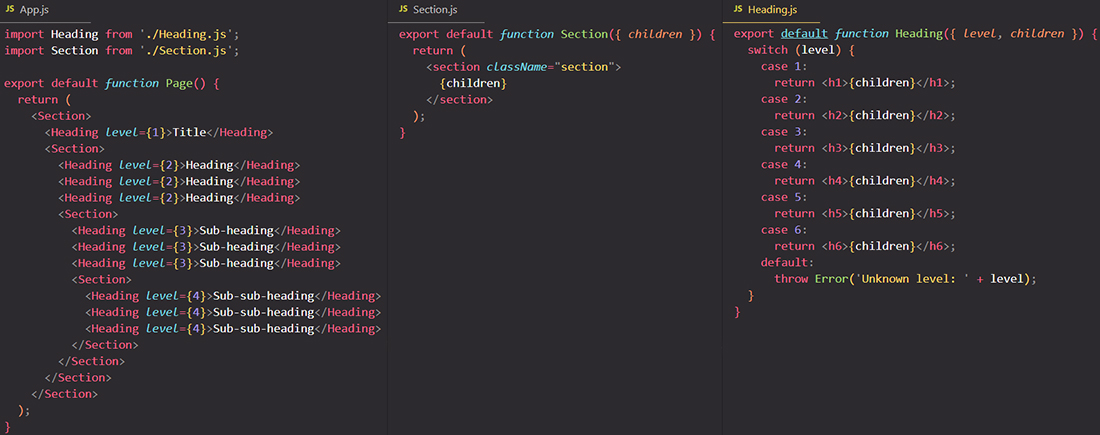 JS App.js
import Heading from './Heading.js';
import Section from './Section.js';
export default function Page() {
  return (
    <Section>
      <Heading level={1}>Title</Heading>
      <Section>
        <Heading level={2}>Heading</Heading>
        <Heading level={2}>Heading</Heading>
        <Heading level={2}>Heading</Heading>
        <Section>
          <Heading level={3}>Sub-heading</Heading>
          <Heading level={3}>Sub-heading</Heading>
          <Heading level={3}>Sub-heading</Heading>
          <Section>
            <Heading level={4}>Sub-sub-heading</Heading>
            <Heading level={4}>Sub-sub-heading</Heading>
            <Heading level={4}>Sub-sub-heading</Heading>
          </Section>
        </Section>
      </Section>
    </Section>
  );
}
JS Section.js
export default function Section({ children }) {
  return (
    <section className="section">
      {children}
    </section>
  );
}
JS Heading.js
export default function Heading({ level, children }) {
  switch (level) {
    case 1:
      return <h1>{children}</h1>;
    case 2:
      return <h2>{children}</h2>;
    case 3:
      return <h3>{children}</h3>;
    case 4:
      return <h4>{children}</h4>;
    case 5:
      return <h5>{children}</h5>;
    case 6:
      return <h6>{children}</h6>;
    default:
      throw Error('Unknown level: ' + level);
  }
}